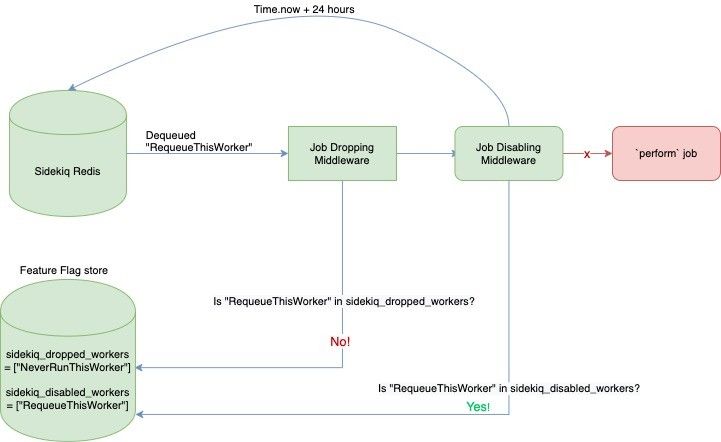 Time.now + 24 hours
Dequeued
"RequeueThisWorker"
Sidekiq Redis
Job Dropping
Middleware
Job Disabling
Middleware
x
`perform` job
Feature Flag store
Is "RequeueThisWorker" in sidekiq_dropped_workers?
No!
sidekiq_dropped_workers
= ["NeverRunThisWorker"]
Is "RequeueThisWorker" in sidekiq_disabled_workers?
sidekiq_disabled_workers
= ["RequeueThisWorker"]
Yes!